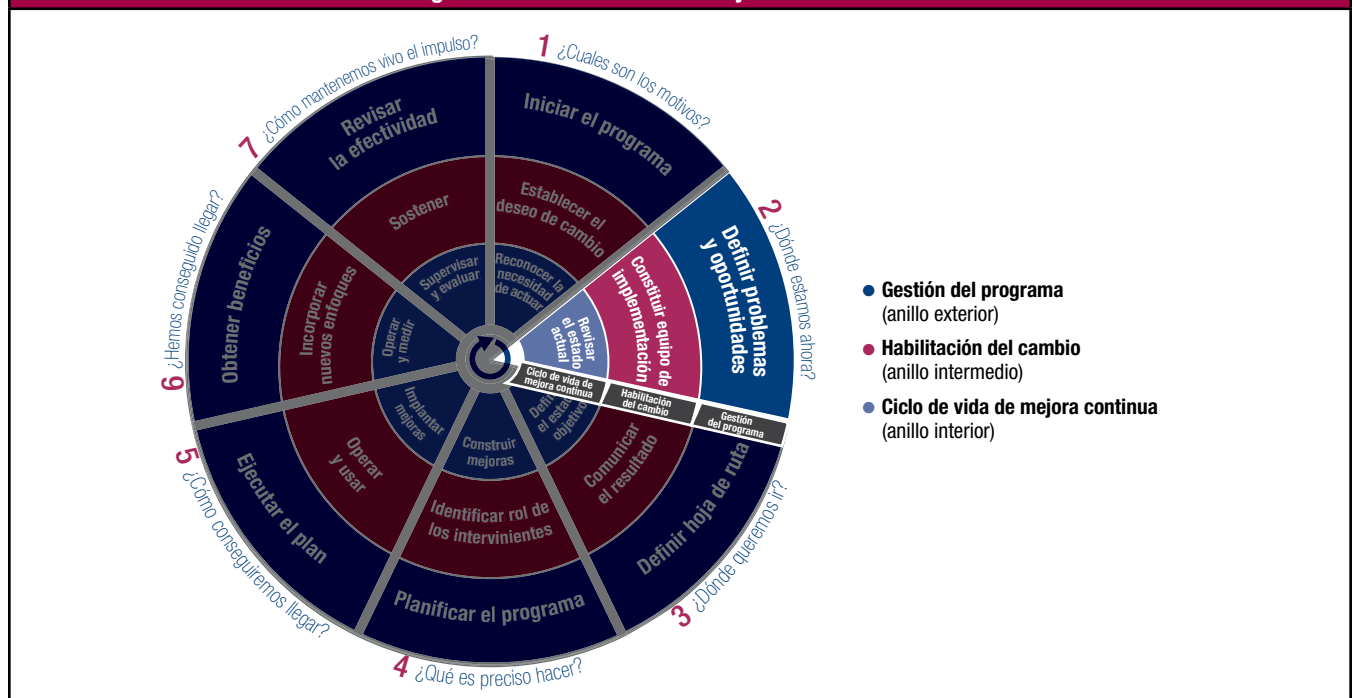 1 ¿Cuales son los motivos?
Iniciar el programa
Establecer el
deseo de cambio
Reconocer la
necesidad
de actuar
2 ¿Dónde estamos ahora?
Definir problemas
y oportunidades
Constituir equipo de
implementación
Revisar
el estado
actual
Ciclo de vida de
mejora continua
Habilitación
del cambio
Gestión
del programa
3 ¿Dónde queremos ir?
Definir hoja de ruta
Comunicar
el resultado
el estado
objetivo
4 ¿Qué es preciso hacer?
Planificar el programa
Identificar rol de
los intervinientes
Construir
mejoras
5 ¿Cómo conseguiremos llegar?
Ejecutar el plan
Operar
y usar
Implantar
mejoras
6 ¿Hemos conseguido llegar?
Obtener beneficios
Incorporar
nuevos enfoques
Operar
y medir
7 ¿Cómo mantenemos vivo el impulso?
Revisar
la efectividad
Sostener
Supervisar
y evaluar
Gestión del programa
(anillo exterior)
Habilitación del cambio
(anillo intermedio)
Ciclo de vida de mejora continua
(anillo interior)